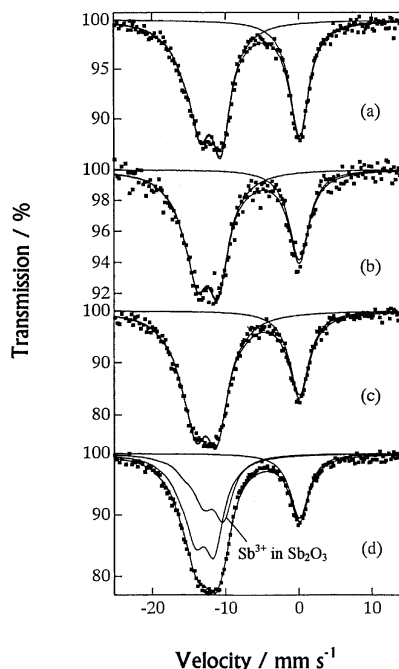 100
95
90
(a)
100
98
96
94
92
(b)
100
90
80
(c)
100
90
80
Sb³⁺ in Sb₂O₃
(d)
Transmission / %
-20 -10 0 10
Velocity / mm s⁻¹